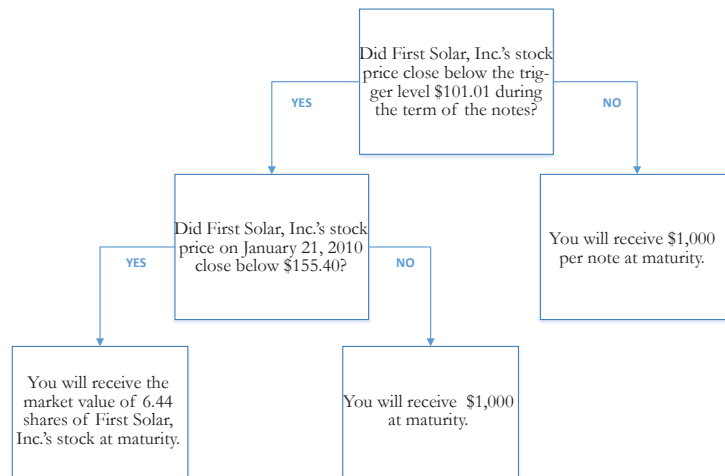 Did First Solar, Inc.'s stock
price close below the trig-
ger level $101.01 during
the term of the notes?
YES
NO
Did First Solar, Inc.'s stock
price on January 21, 2010
close below $155.40?
You will receive $1,000
per note at maturity.
YES
NO
You will receive the
market value of 6.44
shares of First Solar,
Inc.'s stock at maturity.
You will receive $1,000
at maturity.